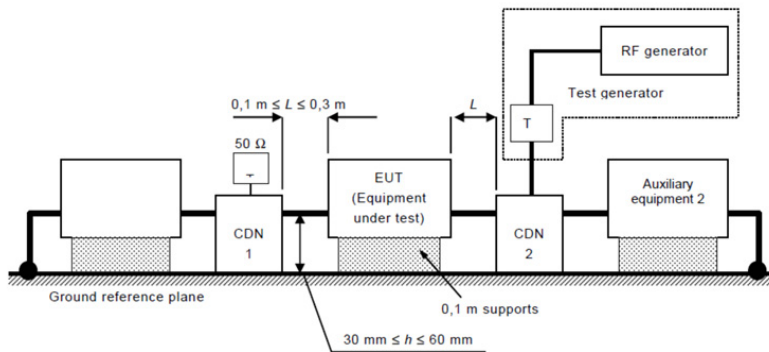 RF generator
Test generator
T
0,1 m ≤ L ≤ 0,3 m
L
50 Ω
EUT
(Equipment
under test)
Auxiliary
equipment 2
CDN
1
CDN
2
Ground reference plane
0,1 m supports
30 mm ≤ h ≤ 60 mm